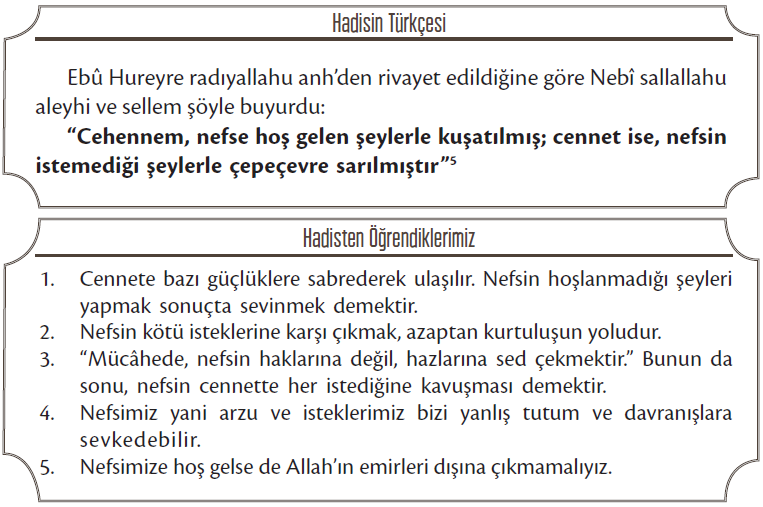 Hadisin Türkçesi
Ebû Hureyre radıyallahu anh’den rivayet edildiğine göre Nebî sallallahu
aleyhi ve sellem şöyle buyurdu:
“Cehennem, nefse hoş gelen şeylerle kuşatılmış; cennet ise, nefsin
istemediği şeylerle çepeçevre sarılmıştır”⁵
Hadisten Öğrendiklerimiz
1. Cennete bazı güçlüklere sabrederek ulaşılır. Nefsin hoşlanmadığı şeyleri
yapmak sonuçta sevinmek demektir.
2. Nefsin kötü isteklerine karşı çıkmak, azaptan kurtuluşun yoludur.
3. “Mücâhede, nefsin haklarına değil, hazlarına sed çekmektir.” Bunun da
sonu, nefsin cennette her istediğine kavuşması demektir.
4. Nefsimiz yani arzu ve isteklerimiz bizi yanlış tutum ve davranışlara
sevkedebilir.
5. Nefsimize hoş gelse de Allah’ın emirleri dışına çıkmamalıyız.